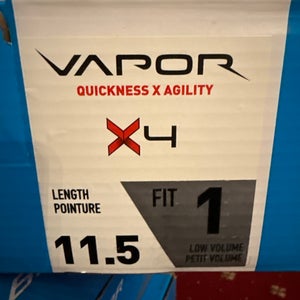 VAPOR
QUICKNESS X AGILITY
X4
LENGTH
POINTURE
11.5
FIT 1
LOW VOLUME
PETIT VOLUME